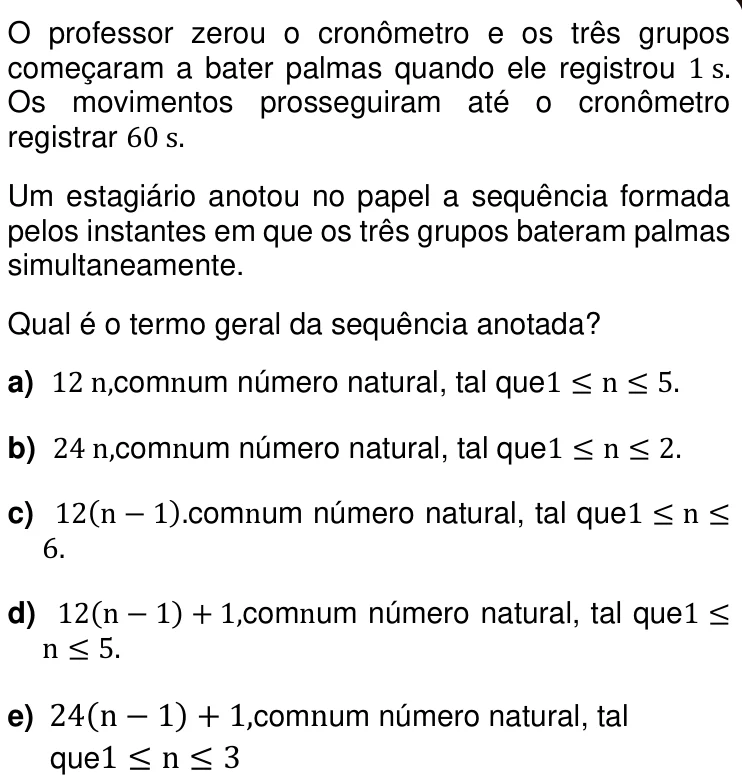 O professor zerou o cronômetro e os três grupos
começaram a bater palmas quando ele registrou 1 s.
Os movimentos prosseguiram até o cronômetro
registrar 60 s.
Um estagiário anotou no papel a sequência formada
pelos instantes em que os três grupos bateram palmas
simultaneamente.
Qual é o termo geral da sequência anotada?
a) 12 n,comnum número natural, tal que1 ≤ n ≤ 5.
b) 24 n,comnum número natural, tal que1 ≤ n ≤ 2.
c) 12(n − 1).comnum número natural, tal que1 ≤ n ≤
6.
d) 12(n − 1) + 1,comnum número natural, tal que1 ≤
n ≤ 5.
e) 24(n − 1) + 1,comnum número natural, tal
que1 ≤ n ≤ 3